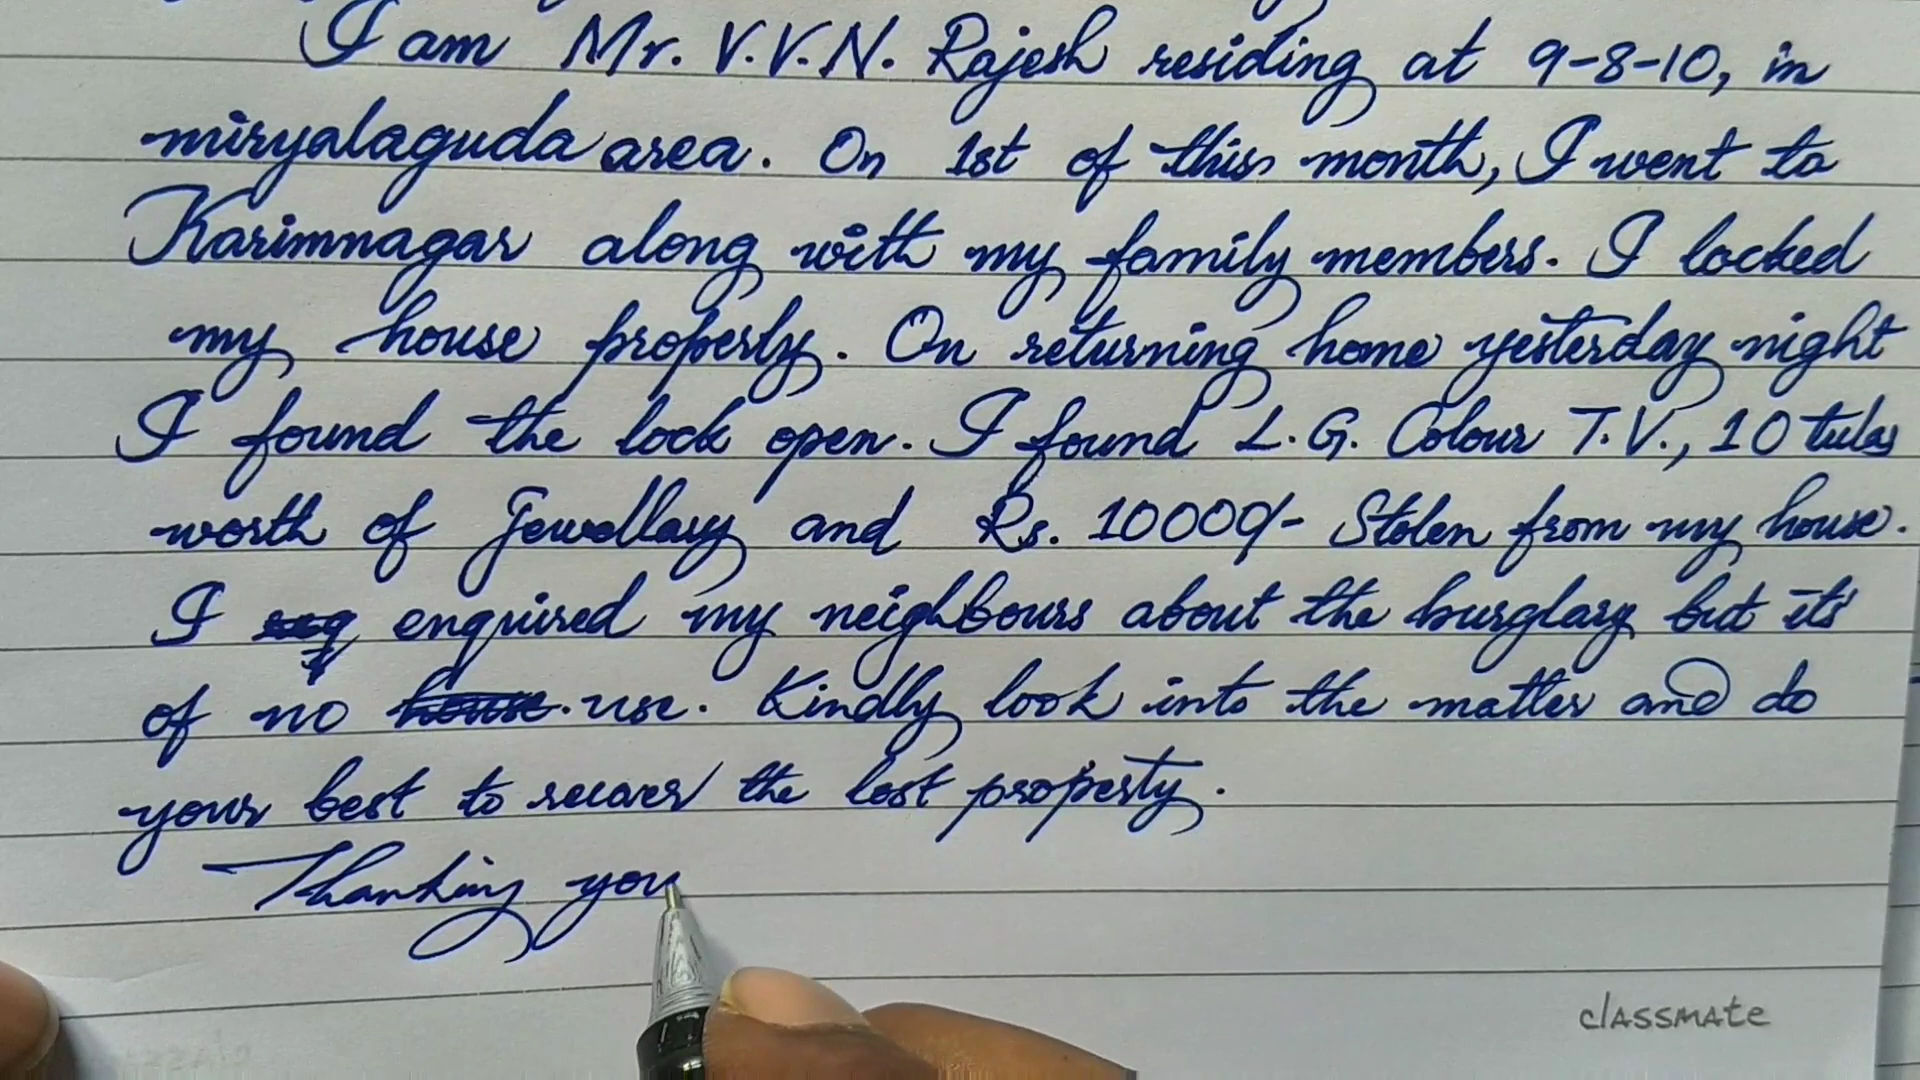 I am Mr. V.V.N. Rajesh residing at 9-8-10, in
miryalaguda area. On 1st of this month, I went to
Karimnagar along with my family members. I locked
my house properly. On returning home yesterday night
I found the lock open. I found L.G. Colour T.V., 10 tulas
worth of Jewellary and Rs. 10000/- Stolen from my house.
I enquired my neighbours about the burglary but its
of no house. use. Kindly look into the matter and do
your best to recover the lost property.
Thanking you
classmate